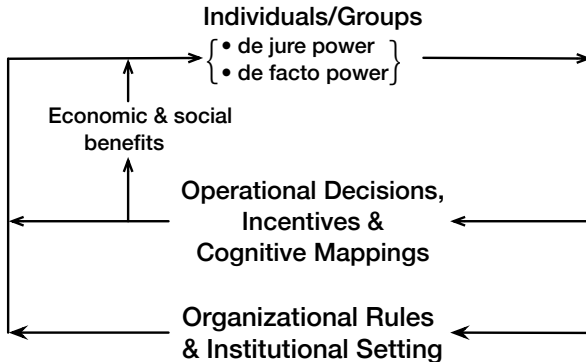 Individuals/Groups
• de jure power
• de facto power
Economic & social
benefits
Operational Decisions,
Incentives &
Cognitive Mappings
Organizational Rules
& Institutional Setting